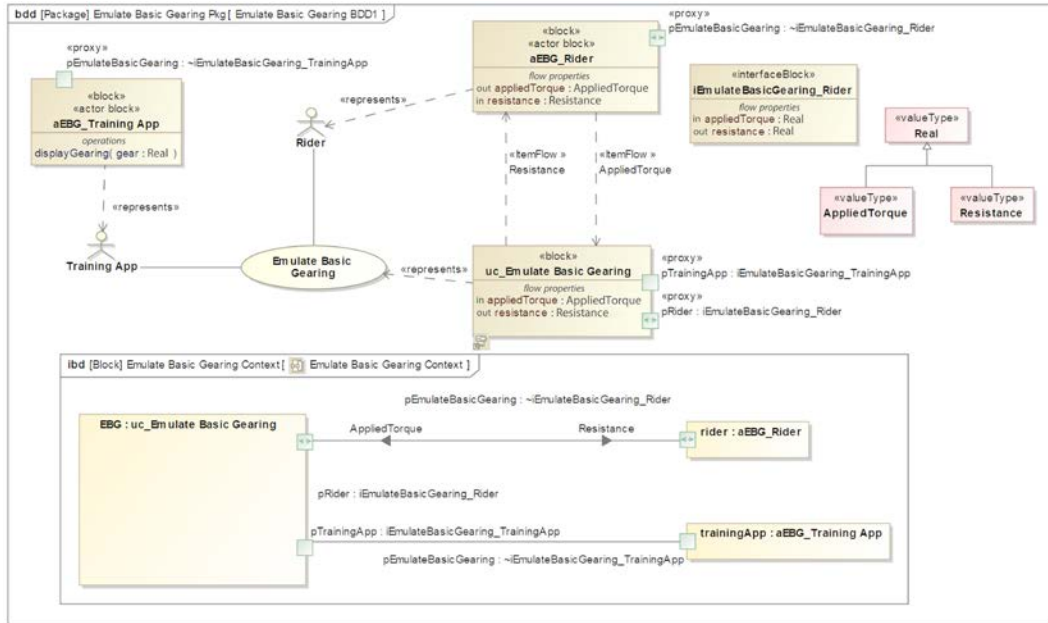 bdd [Package] Emulate Basic Gearing Pkg[ Emulate Basic Gearing BDD1 ]
«proxy»
pEmulateBasicGearing : ~iEmulateBasicGearing_TrainingApp
«block»
«actor block»
aEBG_Training App
operations
displayGearing( gear : Real )
«represents»
Training App
«represents»
Rider
Emulate Basic
Gearing
«represents»
«block»
«actor block»
aEBG_Rider
flow properties
out appliedTorque : AppliedTorque
in resistance : Resistance
«proxy»
pEmulateBasicGearing : ~iEmulateBasicGearing_Rider
«interfaceBlock»
iEmulateBasicGearing_Rider
flow properties
in appliedTorque : Real
out resistance : Real
«valueType»
Real
«valueType»
AppliedTorque
«valueType»
Resistance
«ItemFlow »
Resistance
«ItemFlow »
AppliedTorque
«block»
uc_Emulate Basic Gearing
flow properties
in appliedTorque : AppliedTorque
out resistance : Resistance
«proxy»
pTrainingApp : iEmulateBasicGearing_TrainingApp
«proxy»
pRider : iEmulateBasicGearing_Rider
ibd [Block] Emulate Basic Gearing Context[ Emulate Basic Gearing Context ]
pEmulateBasicGearing : ~iEmulateBasicGearing_Rider
EBG : uc_Emulate Basic Gearing
AppliedTorque
Resistance
rider : aEBG_Rider
pRider : iEmulateBasicGearing_Rider
pTrainingApp : iEmulateBasicGearing_TrainingApp
trainingApp : aEBG_Training App
pEmulateBasicGearing : ~iEmulateBasicGearing_TrainingApp